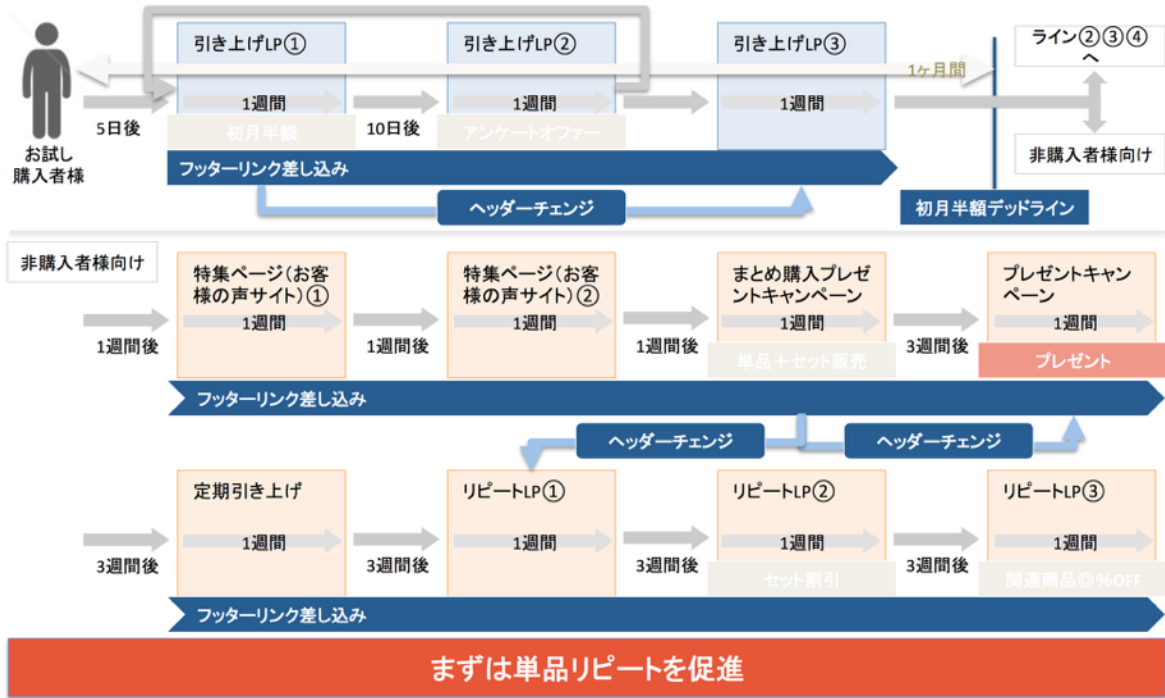 引き上げLP①
引き上げLP②
引き上げLP③
ライン②③④
へ
1ヶ月間
1週間
1週間
1週間
5日後
初月半額
10日後
アンケートオファー
お試し
購入者様
非購入者様向け
フッターリンク差し込み
ヘッダーチェンジ
初月半額デッドライン
非購入者様向け
特集ページ(お客
様の声サイト)①
特集ページ(お客
様の声サイト)②
まとめ購入プレゼ
ントキャンペーン
プレゼントキャン
ペーン
1週間
1週間
1週間
1週間
1週間後
1週間後
1週間後
単品+セット販売
3週間後
プレゼント
フッターリンク差し込み
ヘッダーチェンジ
ヘッダーチェンジ
定期引き上げ
リピートLP①
リピートLP②
リピートLP③
1週間
1週間
1週間
1週間
3週間後
3週間後
3週間後
セット割引
3週間後
関連商品◎%OFF
フッターリンク差し込み
まずは単品リピートを促進